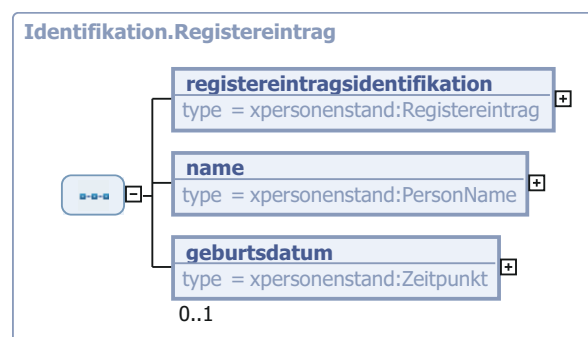 Identifikation.Registereintrag
registereintragsidentifikation
type = xpersonenstand:Registereintrag
name
type = xpersonenstand:PersonName
geburtsdatum
type = xpersonenstand:Zeitpunkt
0..1